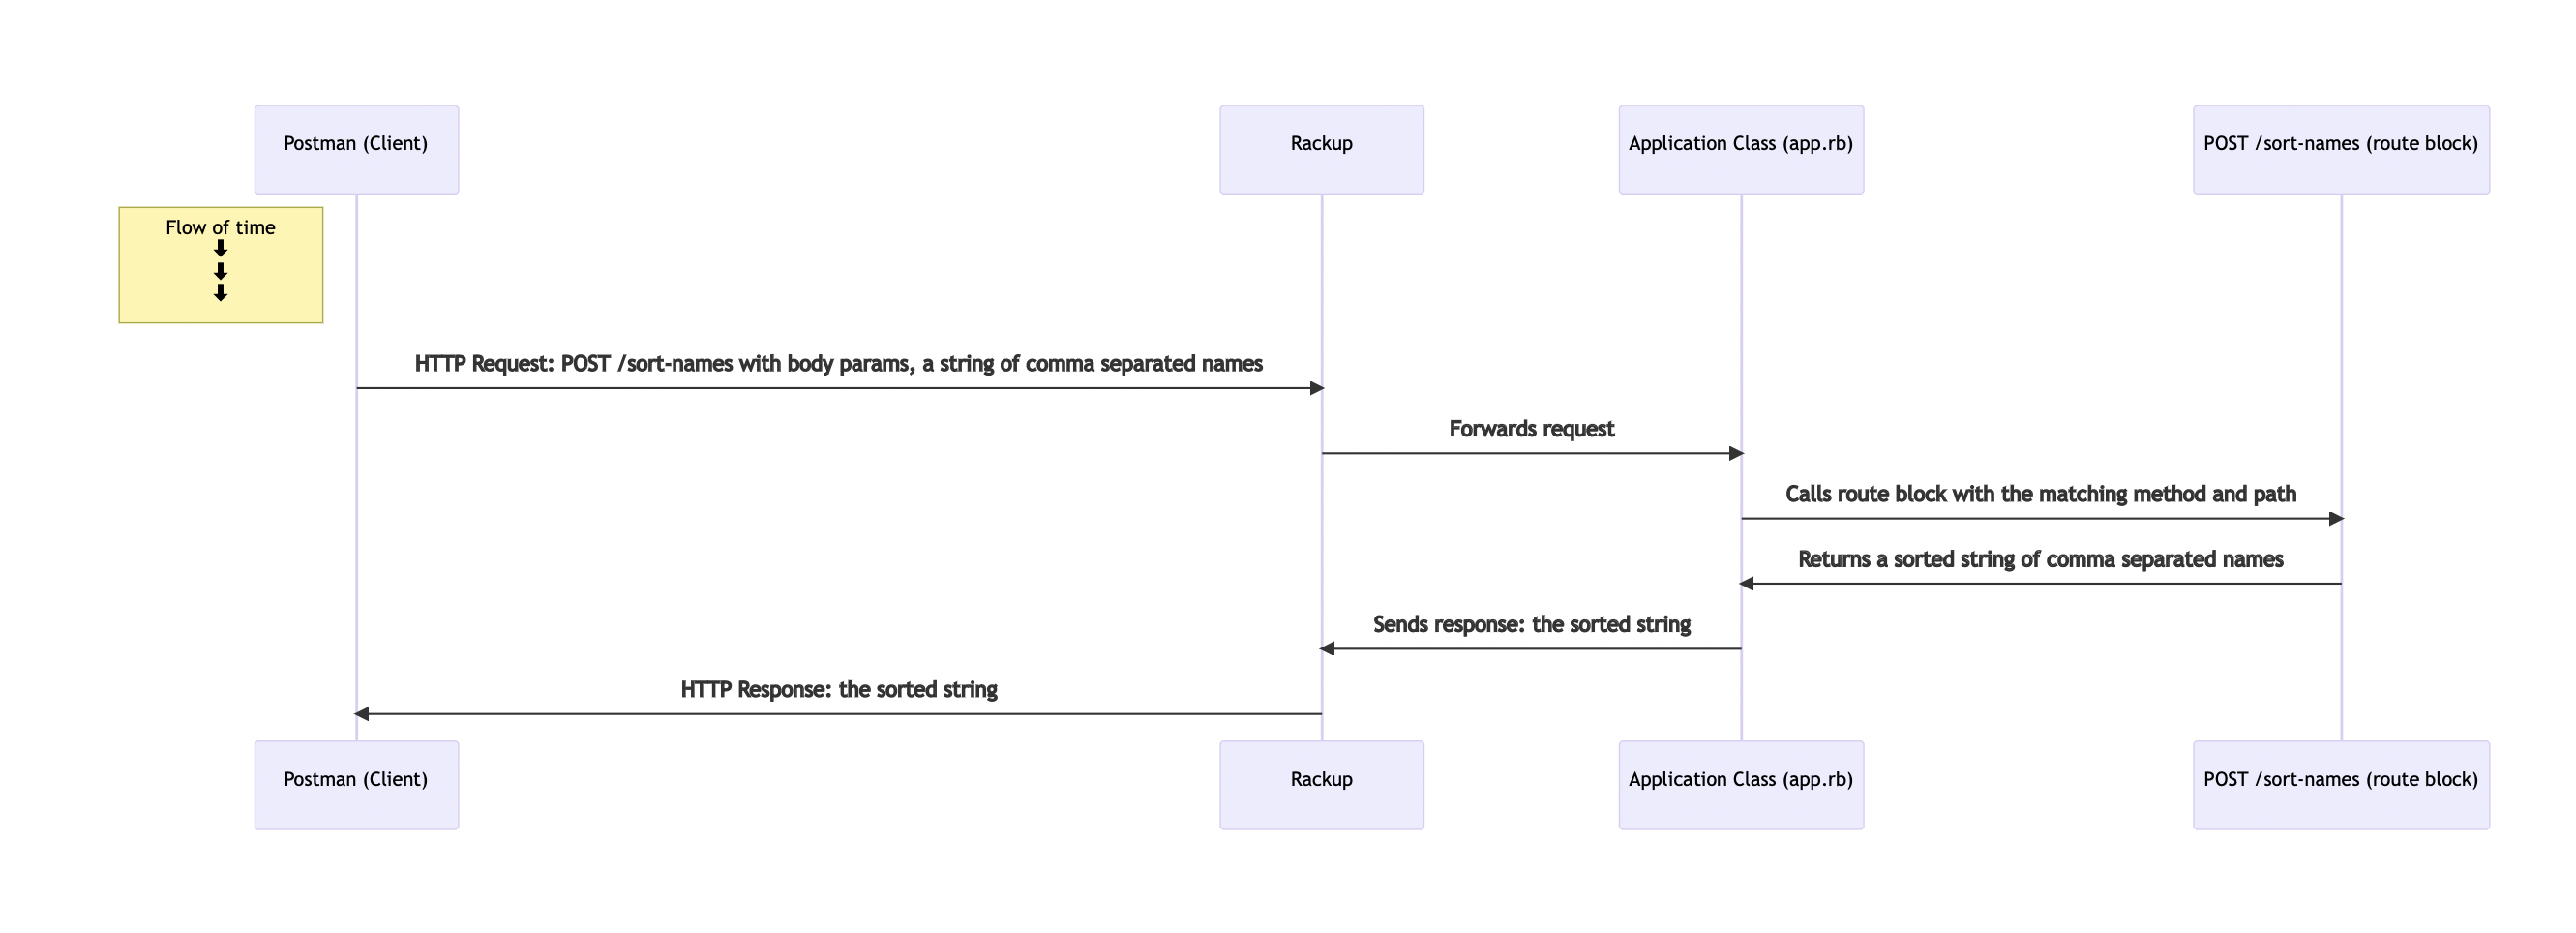 Postman (Client)
Rackup
Application Class (app.rb)
POST /sort-names (route block)
Flow of time
HTTP Request: POST /sort-names with body params, a string of comma separated names
Forwards request
Calls route block with the matching method and path
Returns a sorted string of comma separated names
Sends response: the sorted string
HTTP Response: the sorted string
Postman (Client)
Rackup
Application Class (app.rb)
POST /sort-names (route block)